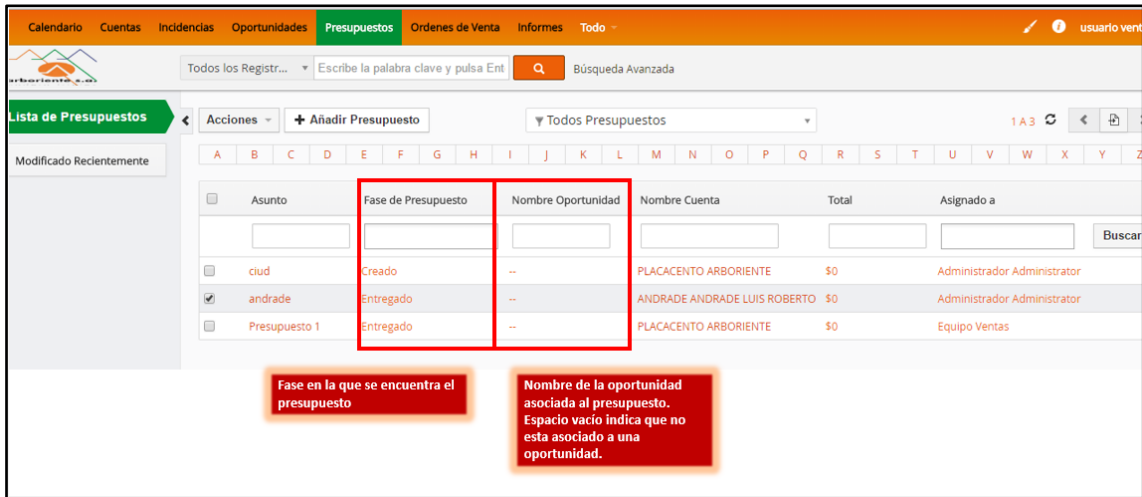 Calendario Cuentas Incidencias Oportunidades Presupuestos Ordenes de Venta Informes Todo usuario vent
arboriente s.a.
Todos los Registr... Escribe la palabra clave y pulsa Ent Búsqueda Avanzada
Lista de Presupuestos
Modificado Recientemente
Acciones + Añadir Presupuesto Todos Presupuestos 1 A 3
A B C D E F G H I J K L M N O P Q R S T U V W X Y Z
Asunto Fase de Presupuesto Nombre Oportunidad Nombre Cuenta Total Asignado a
Buscar
ciud Creado -- PLACACENTO ARBORIENTE $0 Administrador Administrator
andrade Entregado -- ANDRADE ANDRADE LUIS ROBERTO $0 Administrador Administrator
Presupuesto 1 Entregado -- PLACACENTO ARBORIENTE $0 Equipo Ventas
Fase en la que se encuentra el
presupuesto
Nombre de la oportunidad
asociada al presupuesto.
Espacio vacío indica que no
esta asociado a una
oportunidad.